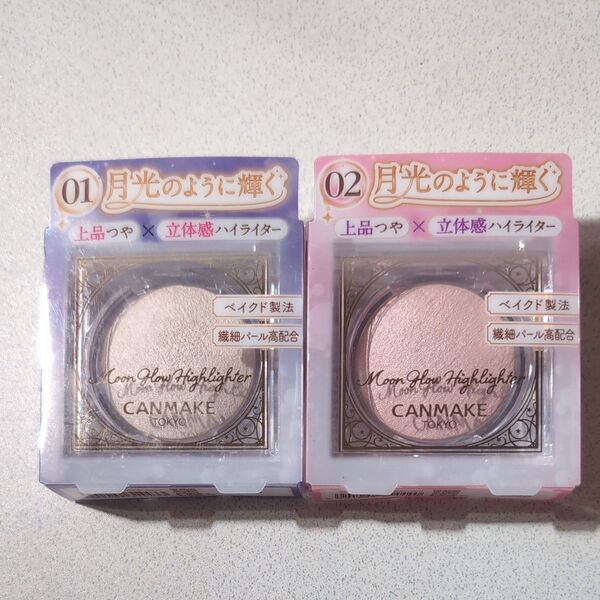 01 月光のように輝く
上品つや × 立体感ハイライター
ベイクド製法
繊細パール高配合
Moon Glow Highlighter
CANMAKE
TOKYO
02 月光のように輝く
上品つや × 立体感ハイライター
ベイクド製法
繊細パール高配合
Moon Glow Highlighter
CANMAKE
TOKYO